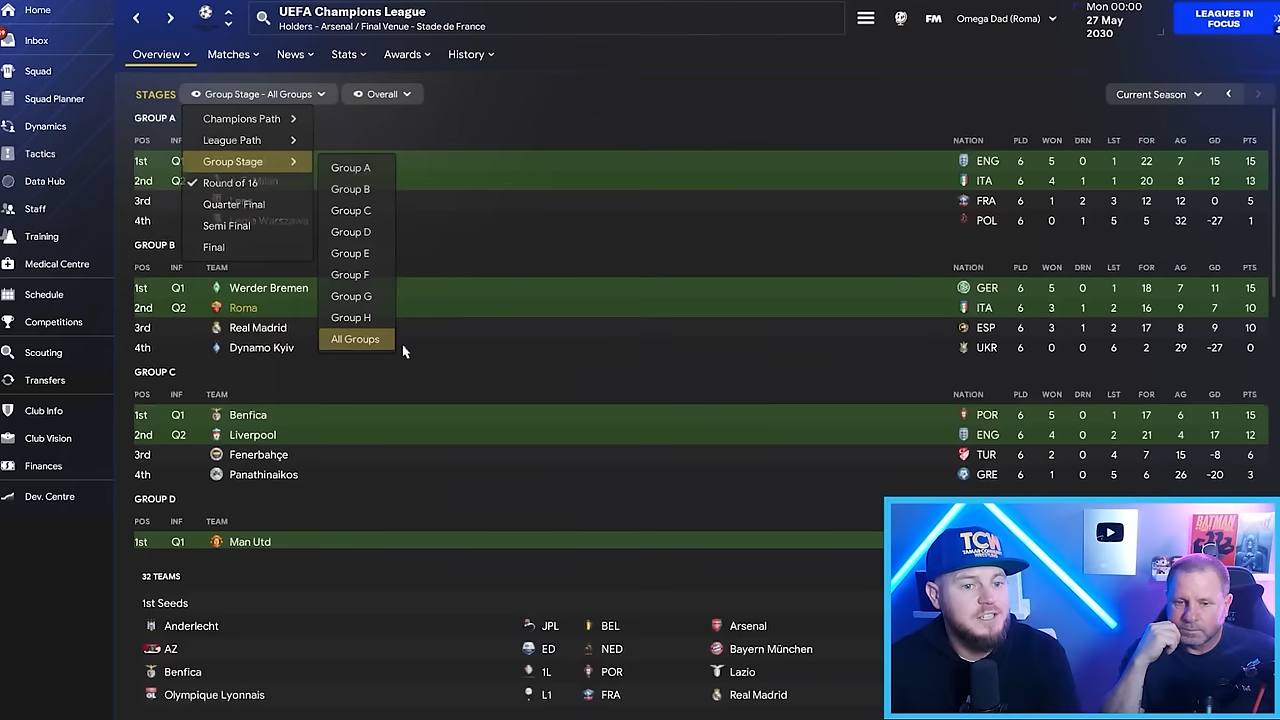 Home
Inbox
Squad
Squad Planner
Dynamics
Tactics
Data Hub
Staff
Training
Medical Centre
Schedule
Competitions
Scouting
Transfers
Club Info
Club Vision
Finances
Dev. Centre
UEFA Champions League
Holders - Arsenal / Final Venue - Stade de France
FM
Omega Dad (Roma)
Mon 00:00
27 May
2030
LEAGUES IN
FOCUS
Overview Matches News Stats Awards History
STAGES Group Stage - All Groups Overall Current Season
Champions Path
League Path
Group Stage
Round of 16
Quarter Final
Semi Final
Final
Group A
Group B
Group C
Group D
Group E
Group F
Group G
Group H
All Groups
GROUP A
POS INF NATION PLD WON DRN LST FOR AG GD PTS
1st Q1 ENG 6 5 0 1 22 7 15 15
2nd Q2 Milan ITA 6 4 1 1 20 8 12 13
3rd FRA 6 1 2 3 12 12 0 5
4th Legia Warszawa POL 6 0 1 5 5 32 -27 1
GROUP B
POS INF TEAM NATION PLD WON DRN LST FOR AG GD PTS
1st Q1 Werder Bremen GER 6 5 0 1 18 7 11 15
2nd Q2 Roma ITA 6 3 1 2 16 9 7 10
3rd Real Madrid ESP 6 3 1 2 17 8 9 10
4th Dynamo Kyiv UKR 6 0 0 6 2 29 -27 0
GROUP C
POS INF TEAM NATION PLD WON DRN LST FOR AG GD PTS
1st Q1 Benfica POR 6 5 0 1 17 6 11 15
2nd Q2 Liverpool ENG 6 4 0 2 21 4 17 12
3rd Fenerbahçe TUR 6 2 0 4 7 15 -8 6
4th Panathinaikos GRE 6 1 0 5 6 26 -20 3
GROUP D
POS INF TEAM
1st Q1 Man Utd
32 TEAMS
1st Seeds
Anderlecht JPL BEL Arsenal
AZ ED NED Bayern München
Benfica 1L POR Lazio
Olympique Lyonnais L1 FRA Real Madrid
TCW
BATMAN